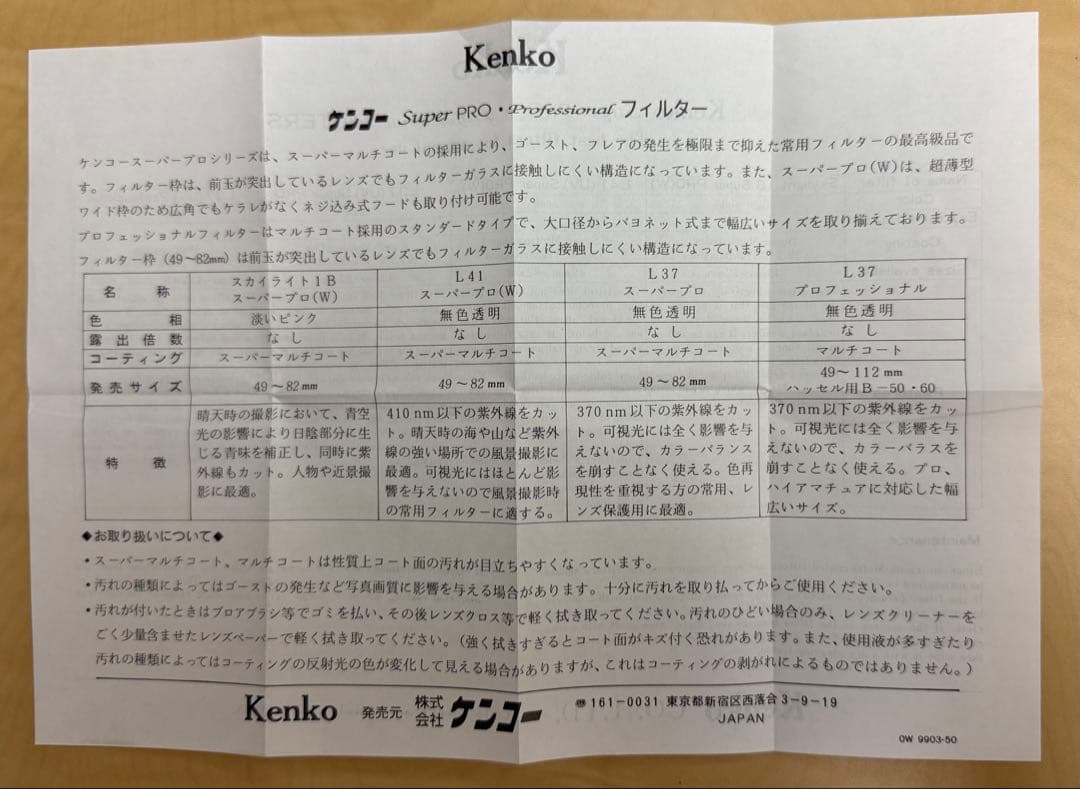 Kenko
ケンコー Super PRO・Professional フィルター
ケンコースーパープロシリーズは、スーパーマルチコートの採用により、ゴースト、フレアの発生を極限まで抑えた常用フィルターの最高級品で
す。フィルター枠は、前玉が突出しているレンズでもフィルターガラスに接触しにくい構造になっています。また、スーパープロ(W)は、超薄型
ワイド枠のため広角でもケラレがなくネジ込み式フードも取り付け可能です。
プロフェッショナルフィルターはマルチコート採用のスタンダードタイプで、大口径からバヨネット式まで幅広いサイズを取り揃えております。
フィルター枠(49〜82mm)は前玉が突出しているレンズでもフィルターガラスに接触しにくい構造になっています。
名称 スカイライト1B スーパープロ(W) L41 スーパープロ(W) L37 スーパープロ L37 プロフェッショナル
色相 淡いピンク 無色透明 無色透明 無色透明
露出倍数 なし なし なし なし
コーティング スーパーマルチコート スーパーマルチコート スーパーマルチコート マルチコート
発売サイズ 49〜82mm 49〜82mm 49〜82mm 49〜112mm ハッセル用B-50・60
特徴
晴天時の撮影において、青空
光の影響により日陰部分に生
じる青味を補正し、同時に紫
外線もカット。人物や近景撮
影に最適。
410nm以下の紫外線をカッ
ト。晴天時の海や山など紫外
線の強い場所での風景撮影に
最適。可視光にはほとんど影
響を与えないので風景撮影時
の常用フィルターに適する。
370nm以下の紫外線をカッ
ト。可視光には全く影響を与
えないので、カラーバランス
を崩すことなく使える。色再
現性を重視する方の常用、レ
ンズ保護用に最適。
370nm以下の紫外線をカッ
ト。可視光には全く影響を与
えないので、カラーバラスを
崩すことなく使える。プロ、
ハイアマチュアに対応した幅
広いサイズ。
◆お取り扱いについて◆
・スーパーマルチコート、マルチコートは性質上コート面の汚れが目立ちやすくなっています。
・汚れの種類によってはゴーストの発生など写真画質に影響を与える場合があります。十分に汚れを取り払ってからご使用ください。
・汚れが付いたときはブロアブラシ等でゴミを払い、その後レンズクロス等で軽く拭き取ってください。汚れのひどい場合のみ、レンズクリーナーを
ごく少量含ませたレンズペーパーで軽く拭き取ってください。(強く拭きすぎるとコート面がキズ付く恐れがあります。また、使用液が多すぎたり
汚れの種類によってはコーティングの反射光の色が変化して見える場合がありますが、これはコーティングの剥がれによるものではありません。)
Kenko 発売元 株式会社ケンコー ☎161-0031 東京都新宿区西落合3-9-19
JAPAN
OW 9903-50